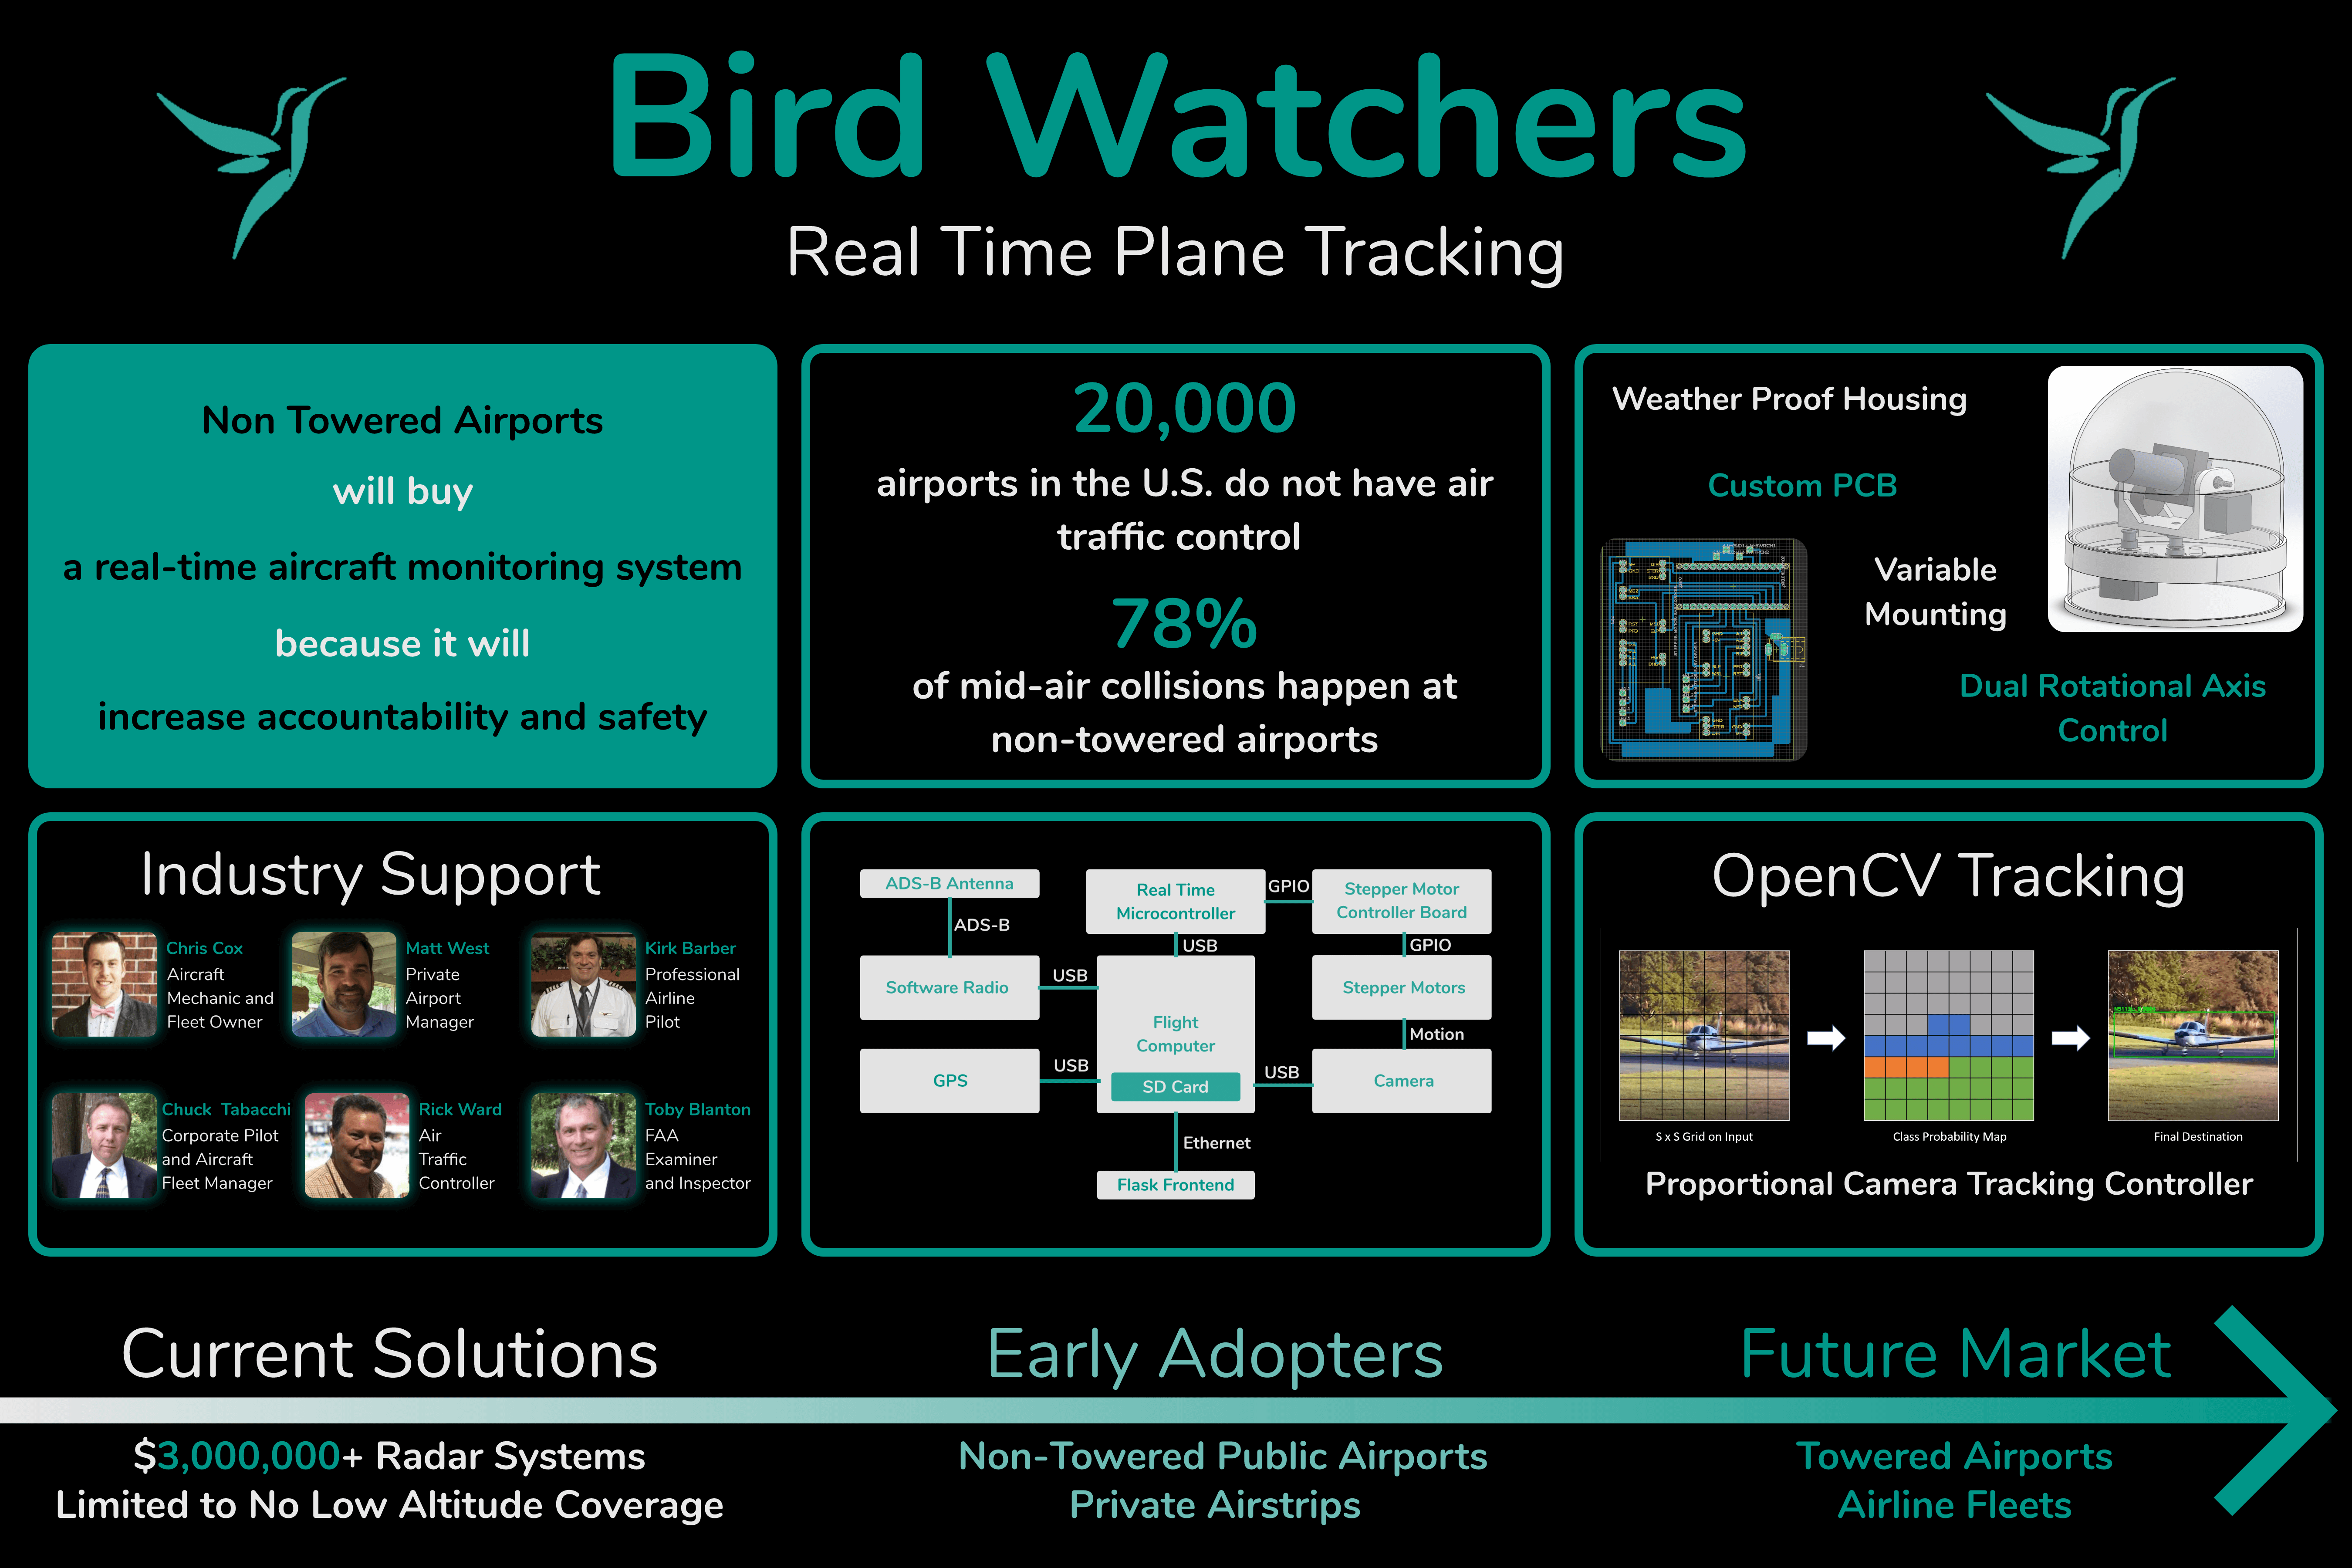 Bird Watchers
Real Time Plane Tracking
Non Towered Airports
will buy
a real-time aircraft monitoring system
because it will
increase accountability and safety
20,000
airports in the U.S. do not have air
traffic control
78%
of mid-air collisions happen at
non-towered airports
Weather Proof Housing
Custom PCB
Variable
Mounting
Dual Rotational Axis
Control
Industry Support
Chris Cox
Aircraft
Mechanic and
Fleet Owner
Matt West
Private
Airport
Manager
Kirk Barber
Professional
Airline
Pilot
Chuck  Tabacchi
Corporate Pilot
and Aircraft
Fleet Manager
Rick Ward
Air
Traffic
Controller
Toby Blanton
FAA
Examiner
and Inspector
ADS-B Antenna
ADS-B
Software Radio
USB
GPS
USB
Real Time
Microcontroller
GPIO
Stepper Motor
Controller Board
USB
GPIO
Flight
Computer
SD Card
Stepper Motors
Motion
USB
Camera
Ethernet
Flask Frontend
OpenCV Tracking
S x S Grid on Input
Class Probability Map
Final Destination
Proportional Camera Tracking Controller
Current Solutions
$3,000,000+ Radar Systems
Limited to No Low Altitude Coverage
Early Adopters
Non-Towered Public Airports
Private Airstrips
Future Market
Towered Airports
Airline Fleets